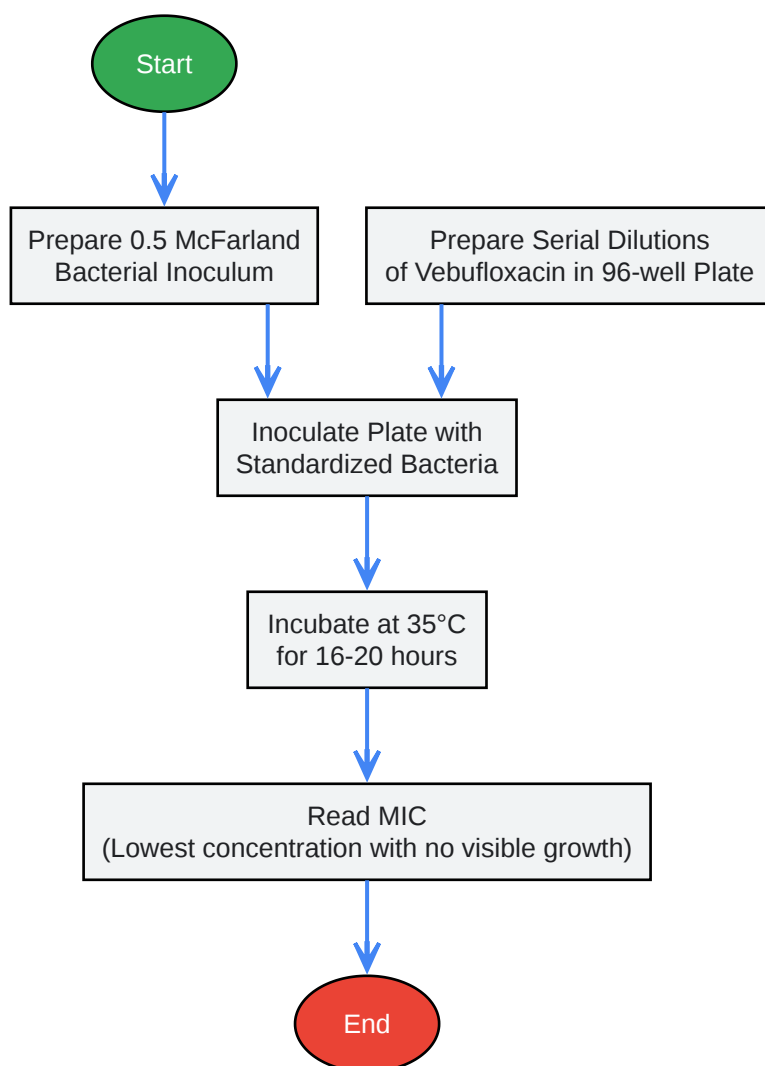 Start
Prepare 0.5 McFarland
Bacterial Inoculum
Prepare Serial Dilutions
of Vebufloxacin in 96-well Plate
Inoculate Plate with
Standardized Bacteria
Incubate at 35°C
for 16-20 hours
Read MIC
(Lowest concentration with no visible growth)
End